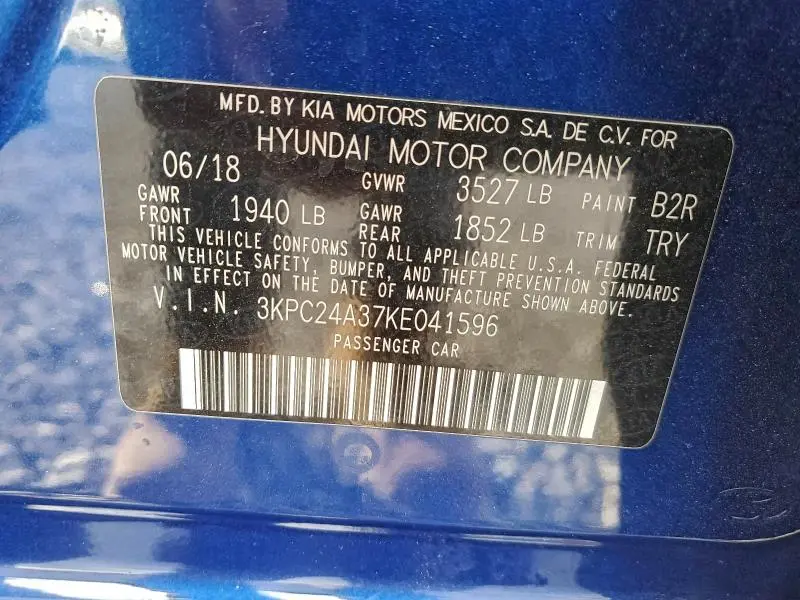 MFD. BY KIA MOTORS MEXICO S.A. DE C.V. FOR
HYUNDAI MOTOR COMPANY
06/18 GVWR 3527 LB PAINT B2R
GAWR FRONT 1940 LB GAWR REAR 1852 LB TRIM TRY
THIS VEHICLE CONFORMS TO ALL APPLICABLE U.S.A. FEDERAL
MOTOR VEHICLE SAFETY, BUMPER, AND THEFT PREVENTION STANDARDS
IN EFFECT ON THE DATE OF MANUFACTURE SHOWN ABOVE.
V.I.N. 3KPC24A37KE041596
PASSENGER CAR